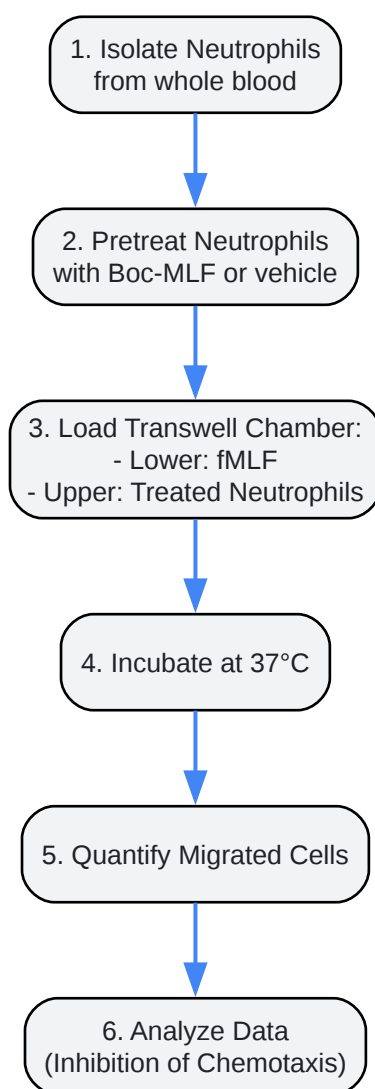 1. Isolate Neutrophils
from whole blood
2. Pretreat Neutrophils
with Boc-MLF or vehicle
3. Load Transwell Chamber:
- Lower: fMLF
- Upper: Treated Neutrophils
4. Incubate at 37°C
5. Quantify Migrated Cells
6. Analyze Data
(Inhibition of Chemotaxis)